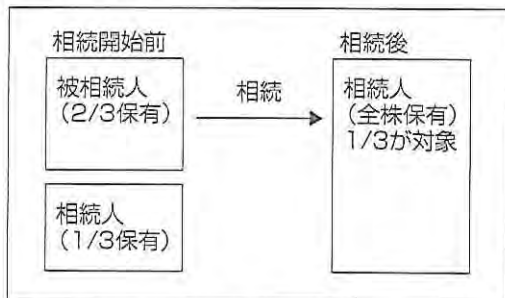 相続開始前
被相続人
(2/3保有)
相続人
(1/3保有)
相続
相続後
相続人
(全株保有)
1/3が対象